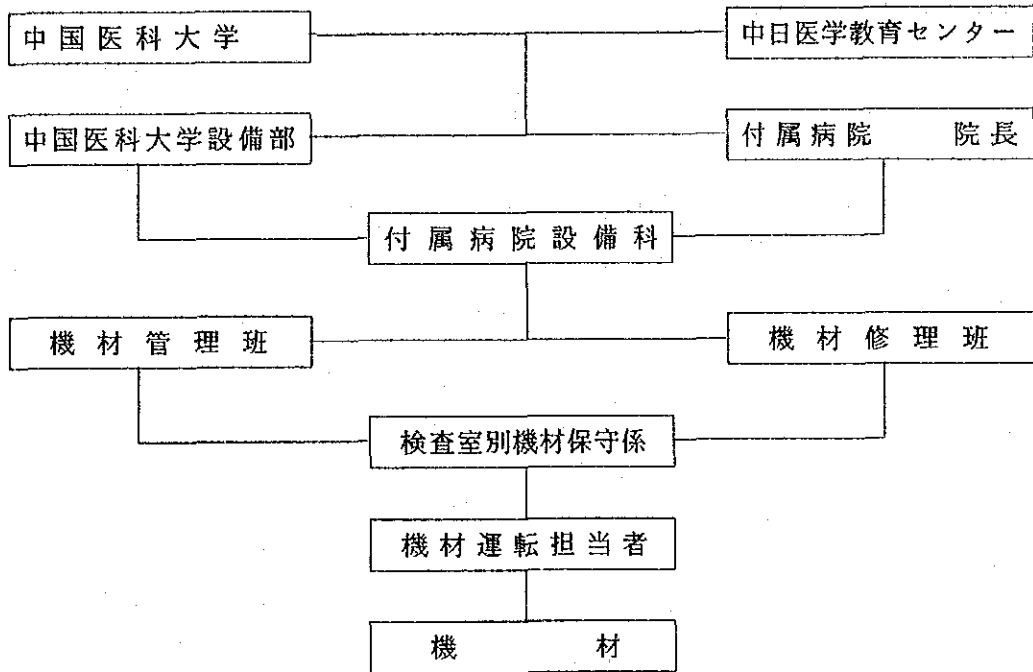 中国医科大学
中日医学教育センター
中国医科大学設備部
付属病院 院長
付属病院設備科
機材管理班
機材修理班
検査室別機材保守係
機材運転担当者
機材